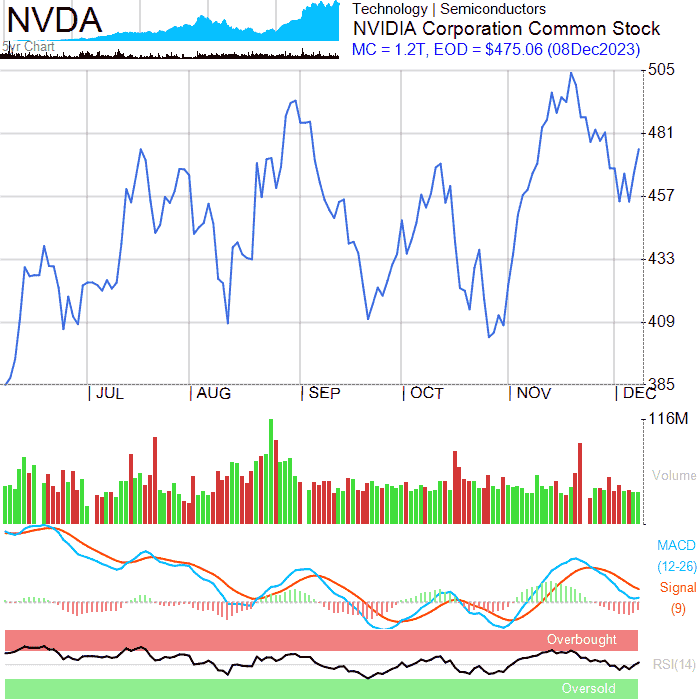 NVDA
5yr Chart
Technology | Semiconductors
NVIDIA Corporation Common Stock
MC = 1.2T, EOD = $475.06 (08Dec2023)
505
481
457
433
409
385
JUL
AUG
SEP
OCT
NOV
DEC
116M
Volume
MACD
(12-26)
Signal
(9)
Overbought
RSI(14)
Oversold